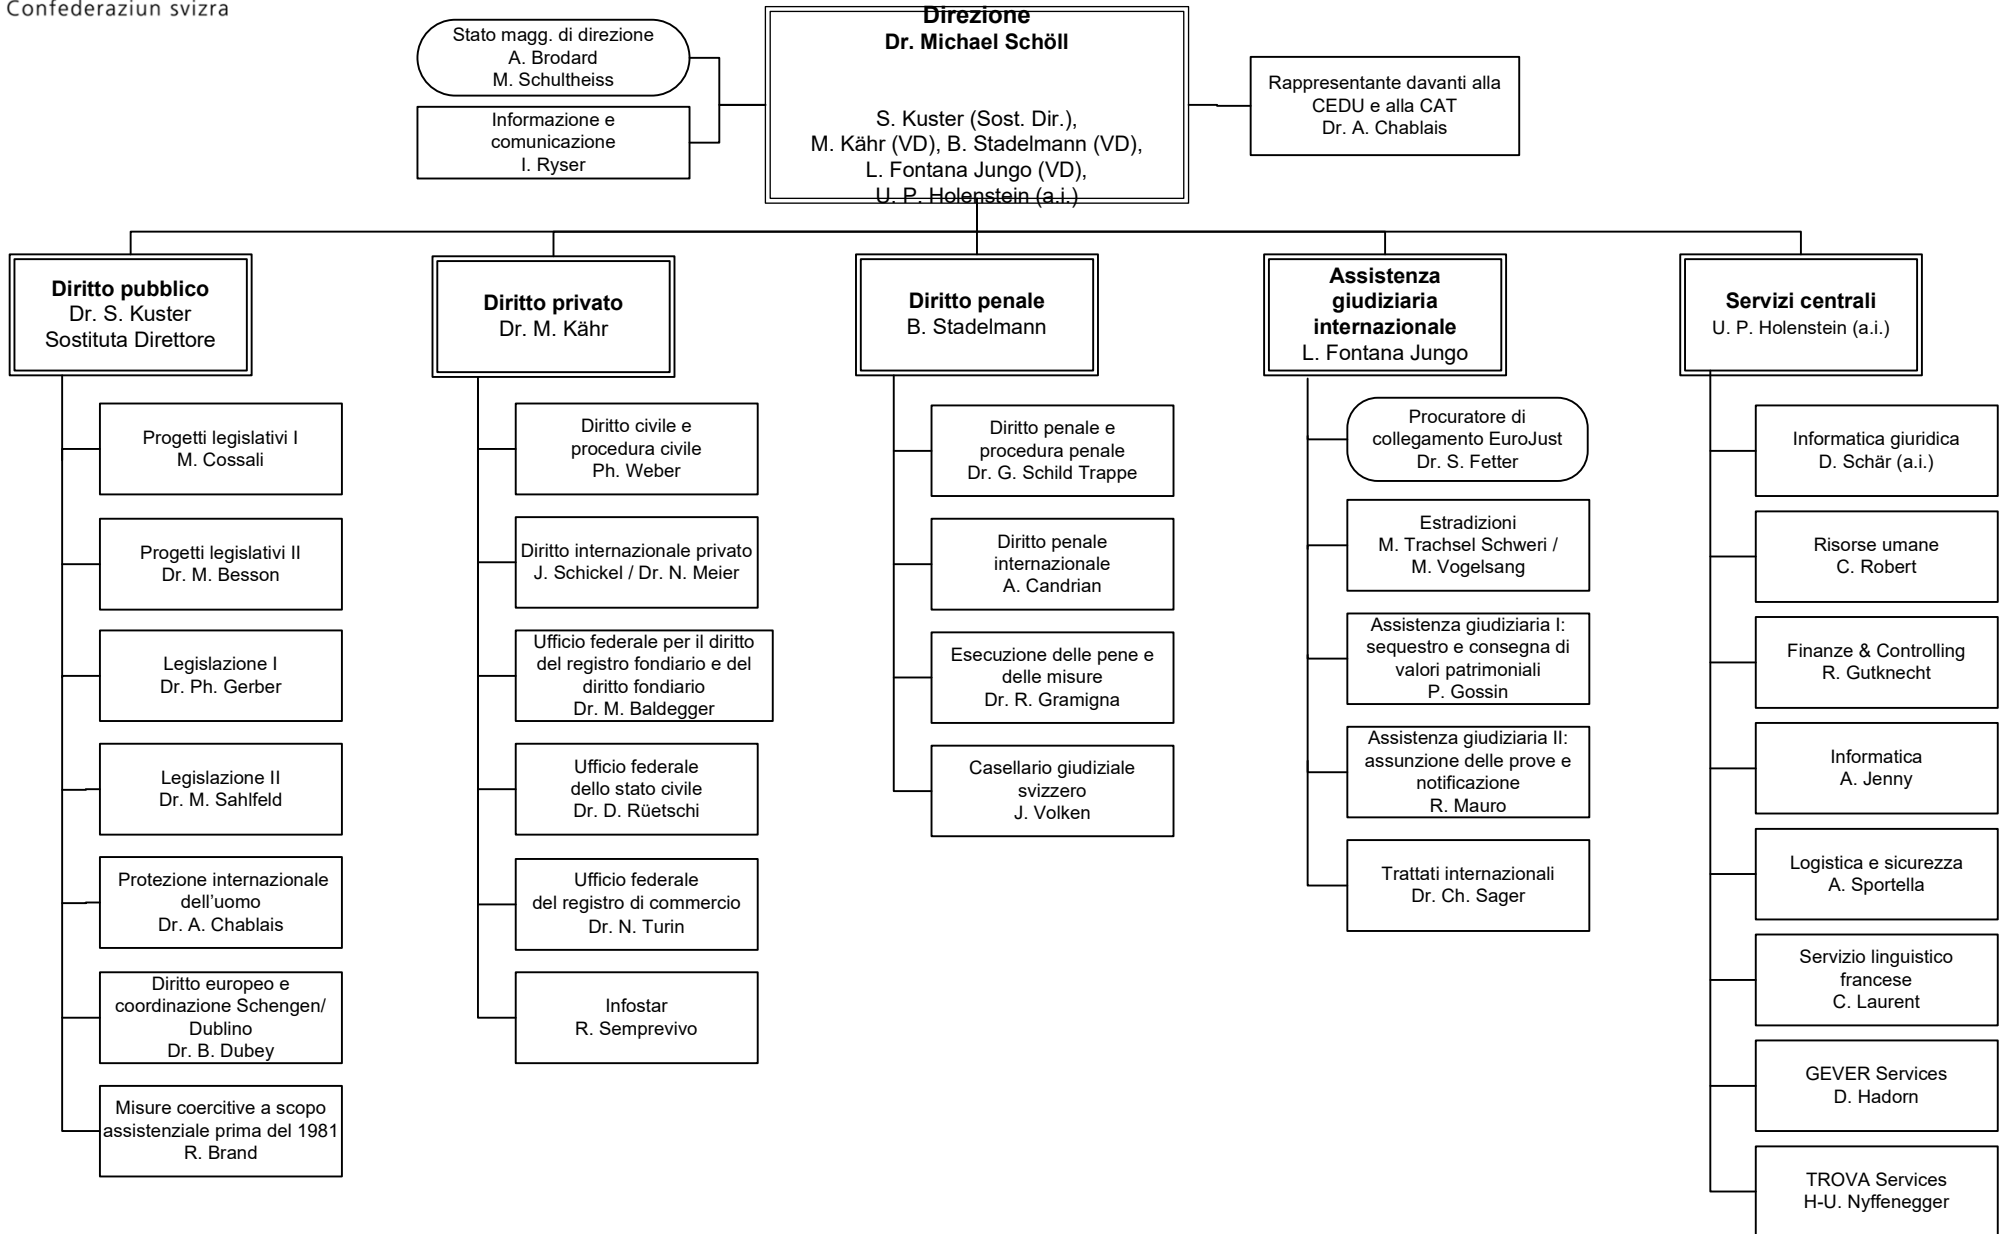 Confederaziun svizra
Stato magg. di direzione
A. Brodard
M. Schultheiss
Informazione e
comunicazione
I. Ryser
Direzione
Dr. Michael Schöll
S. Kuster (Sost. Dir.),
M. Kähr (VD), B. Stadelmann (VD),
L. Fontana Jungo (VD),
U. P. Holenstein (a.i.)
Rappresentante davanti alla
CEDU e alla CAT
Dr. A. Chablais
Diritto pubblico
Dr. S. Kuster
Sostituta Direttore
Progetti legislativi I
M. Cossali
Progetti legislativi II
Dr. M. Besson
Legislazione I
Dr. Ph. Gerber
Legislazione II
Dr. M. Sahlfeld
Protezione internazionale
dell'uomo
Dr. A. Chablais
Diritto europeo e
coordinazione Schengen/
Dublino
Dr. B. Dubey
Misure coercitive a scopo
assistenziale prima del 1981
R. Brand
Diritto privato
Dr. M. Kähr
Diritto civile e
procedura civile
Ph. Weber
Diritto internazionale privato
J. Schickel / Dr. N. Meier
Ufficio federale per il diritto
del registro fondiario e del
diritto fondiario
Dr. M. Baldegger
Ufficio federale
dello stato civile
Dr. D. Rüetschi
Ufficio federale
del registro di commercio
Dr. N. Turin
Infostar
R. Semprevivo
Diritto penale
B. Stadelmann
Diritto penale e
procedura penale
Dr. G. Schild Trappe
Diritto penale
internazionale
A. Candrian
Esecuzione delle pene e
delle misure
Dr. R. Gramigna
Casellario giudiziale
svizzero
J. Volken
Assistenza
giudiziaria
internazionale
L. Fontana Jungo
Procuratore di
collegamento EuroJust
Dr. S. Fetter
Estradizioni
M. Trachsel Schweri /
M. Vogelsang
Assistenza giudiziaria I:
sequestro e consegna di
valori patrimoniali
P. Gossin
Assistenza giudiziaria II:
assunzione delle prove e
notificazione
R. Mauro
Trattati internazionali
Dr. Ch. Sager
Servizi centrali
U. P. Holenstein (a.i.)
Informatica giuridica
D. Schär (a.i.)
Risorse umane
C. Robert
Finanze & Controlling
R. Gutknecht
Informatica
A. Jenny
Logistica e sicurezza
A. Sportella
Servizio linguistico
francese
C. Laurent
GEVER Services
D. Hadorn
TROVA Services
H-U. Nyffenegger